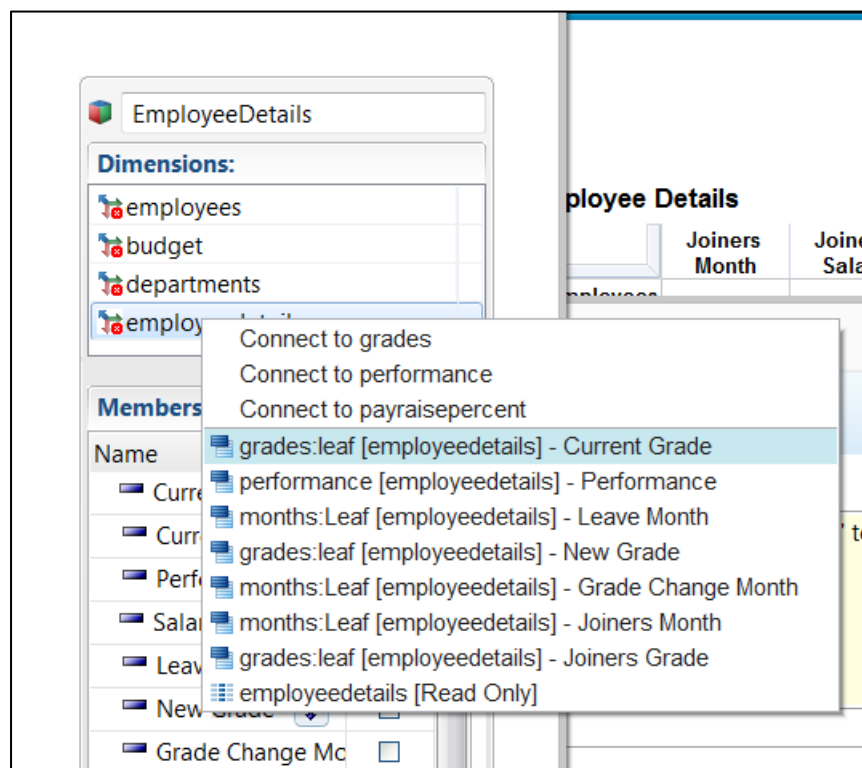 EmployeeDetails
Dimensions:
employees
budget
departments
Connect to grades
Connect to performance
Connect to payraisepercent
grades:leaf [employeedetails] - Current Grade
performance [employeedetails] - Performance
months:Leaf [employeedetails] - Leave Month
grades:leaf [employeedetails] - New Grade
months:Leaf [employeedetails] - Grade Change Month
months:Leaf [employeedetails] - Joiners Month
grades:leaf [employeedetails] - Joiners Grade
employeedetails [Read Only]
Members
Name
New Grade
Grade Change Mo
ployee Details
Joiners
Month